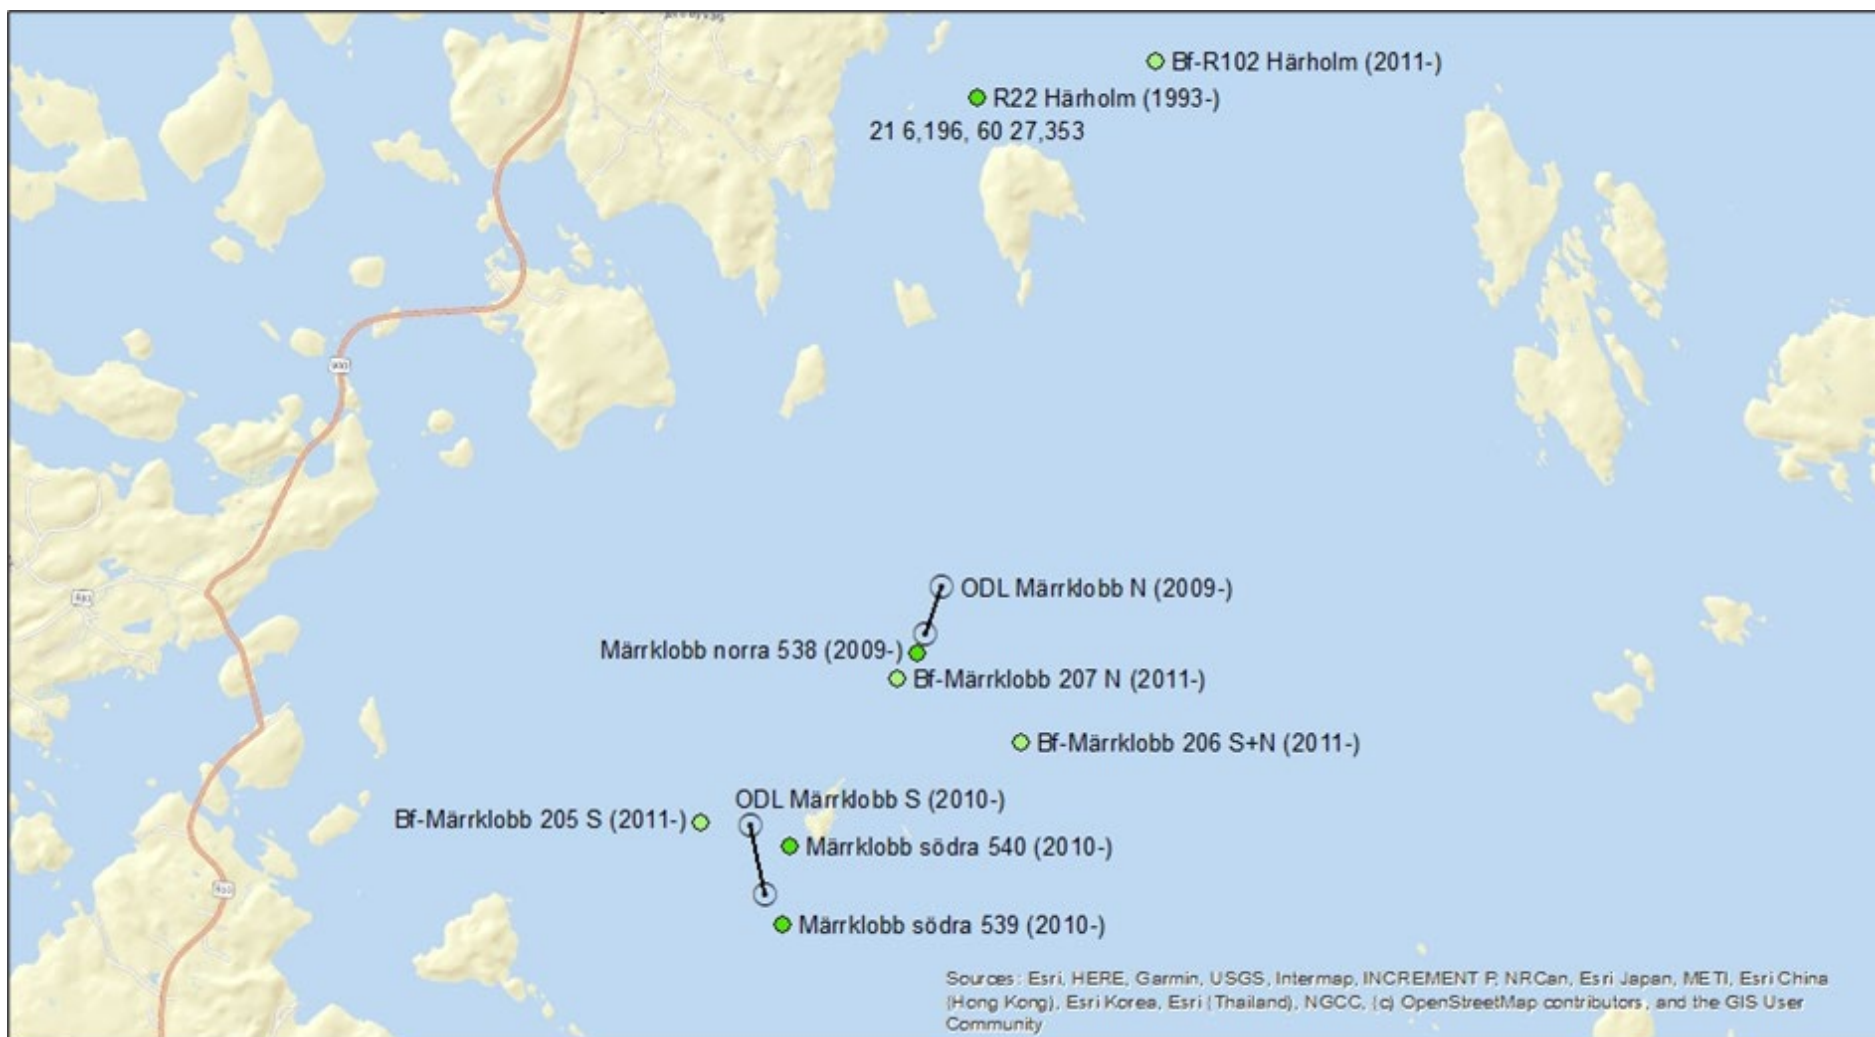 Bf-R102 Härholm (2011-)
R22 Härholm (1993-)
21 6,196, 60 27,353
ODL Märrklobb N (2009-)
Märrklobb norra 538 (2009-)
Bf-Märrklobb 207 N (2011-)
Bf-Märrklobb 206 S+N (2011-)
ODL Märrklobb S (2010-)
Bf-Märrklobb 205 S (2011-)
Märrklobb södra 540 (2010-)
Märrklobb södra 539 (2010-)
Sources: Esri, HERE, Garmin, USGS, Intermap, INCREMENT P, NRCan, Esri Japan, METI, Esri China
(Hong Kong), Esri Korea, Esri (Thailand), NGCC, (c) OpenStreetMap contributors, and the GIS User
Community